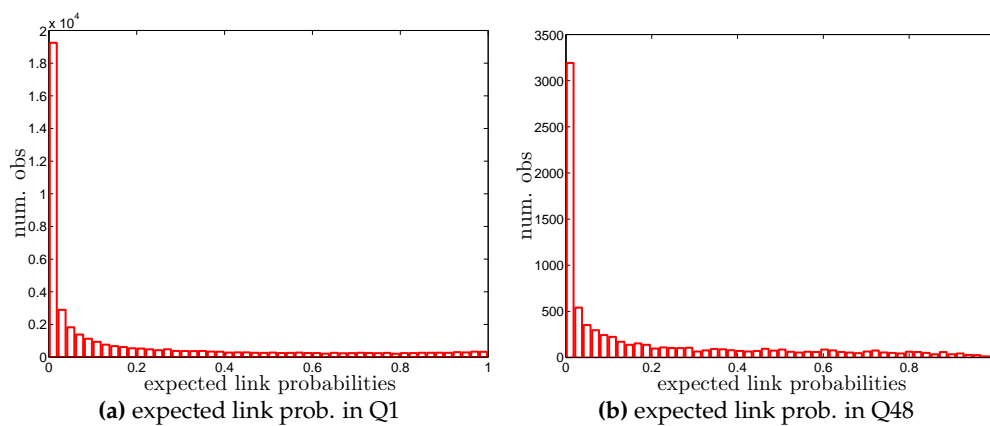 × 10⁴
2
1.8
1.6
1.4
1.2
1
0.8
0.6
0.4
0.2
0
num. obs
0 0.2 0.4 0.6 0.8 1
expected link probabilities
(a) expected link prob. in Q1
3500
3000
2500
2000
1500
1000
500
0
num. obs
0 0.2 0.4 0.6 0.8
expected link probabilities
(b) expected link prob. in Q48